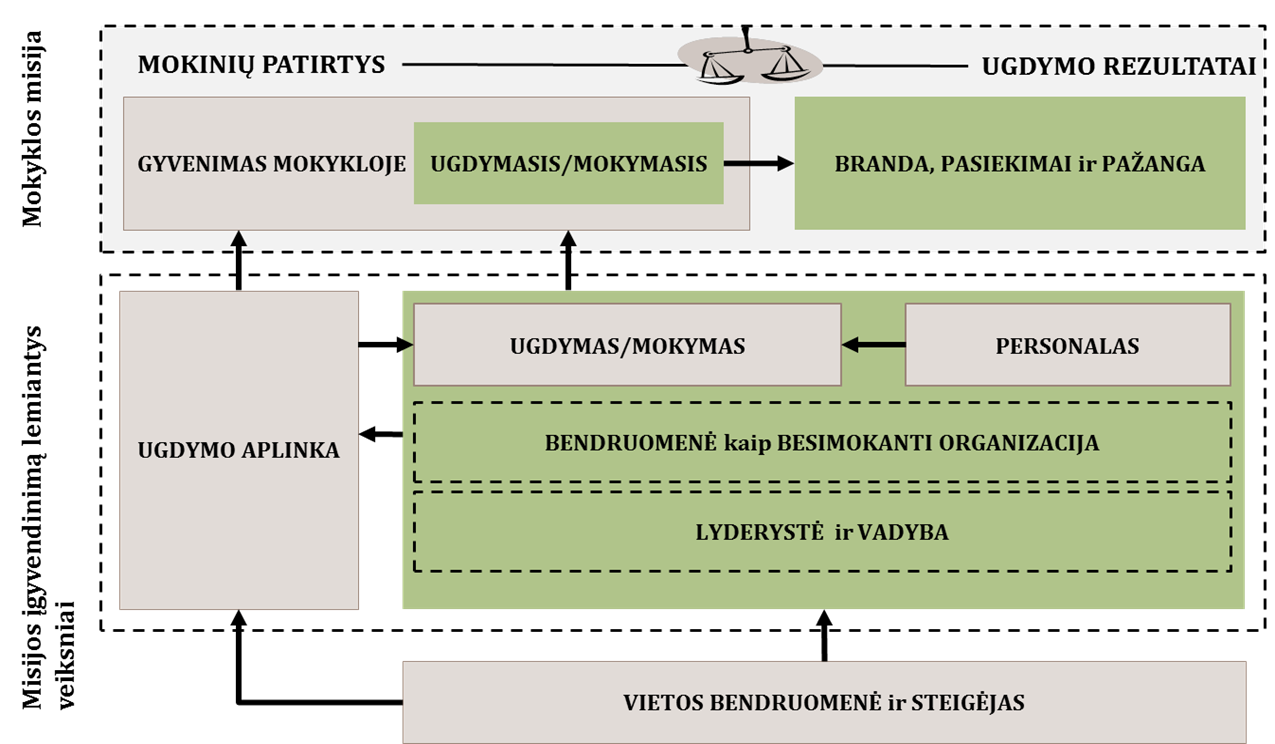 Mokyklos misija
MOKINIŲ PATIRTYS
UGDYMO REZULTATAI
GYVENIMAS MOKYKLOJE
UGDYMASIS/MOKYMASIS
BRANDA, PASIEKIMAI ir PAŽANGA
Misijos įgyvendinimą lemiantys
veiksniai
UGDYMO APLINKA
UGDYMAS/MOKYMAS
PERSONALAS
BENDRUOMENĖ kaip BESIMOKANTI ORGANIZACIJA
LYDERYSTĖ ir VADYBA
VIETOS BENDRUOMENĖ ir STEIGĖJAS